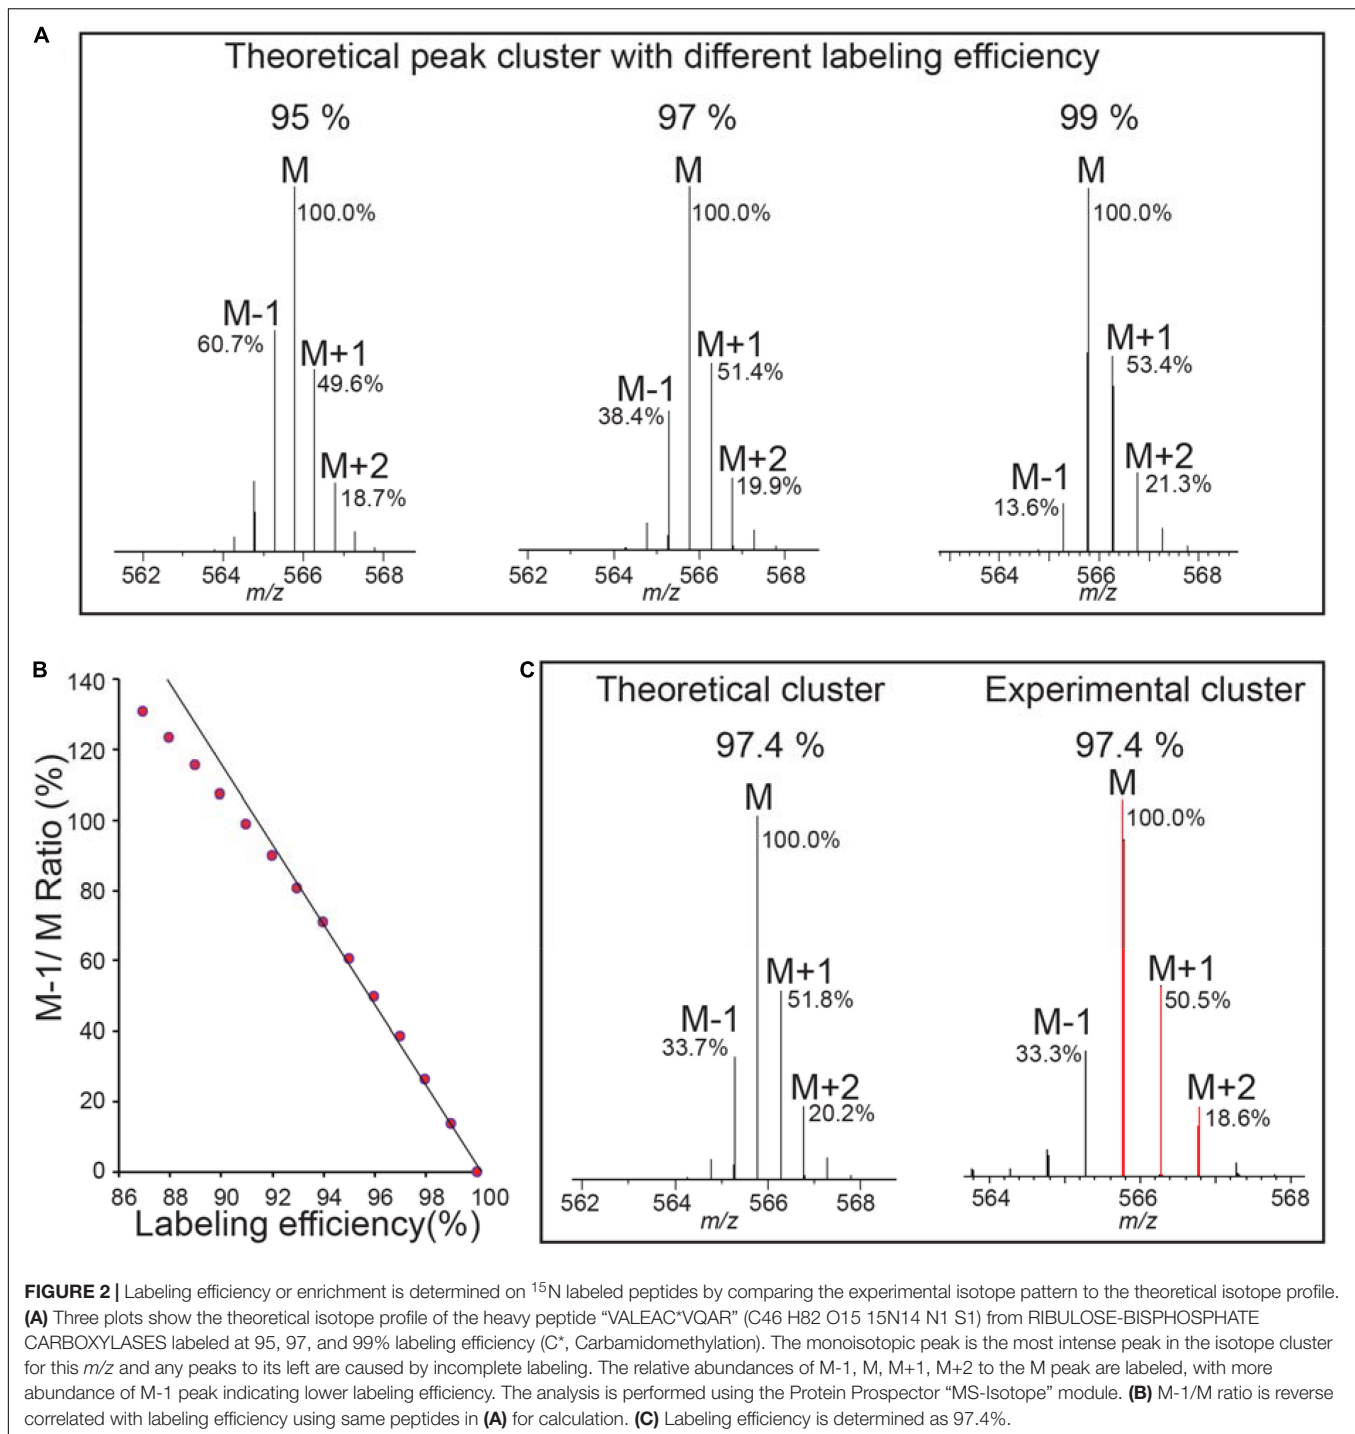 A
Theoretical peak cluster with different labeling efficiency
95 %
M
100.0%
M-1
60.7%
M+1
49.6%
M+2
18.7%
562 564 566 568
m/z
97 %
M
100.0%
M-1
38.4%
M+1
51.4%
M+2
19.9%
562 564 566 568
m/z
99 %
M
100.0%
M+1
53.4%
M-1
13.6%
M+2
21.3%
564 566 568
m/z
B
M-1/ M Ratio (%)
140
120
100
80
60
40
20
0
86 88 90 92 94 96 98 100
Labeling efficiency(%)
C
Theoretical cluster
97.4 %
M
100.0%
M+1
51.8%
M-1
33.7%
M+2
20.2%
562 564 566 568
m/z
Experimental cluster
97.4 %
M
100.0%
M+1
50.5%
M-1
33.3%
M+2
18.6%
564 566 568
m/z
FIGURE 2 | Labeling efficiency or enrichment is determined on 15N labeled peptides by comparing the experimental isotope pattern to the theoretical isotope profile.
(A) Three plots show the theoretical isotope profile of the heavy peptide “VALEAC*VQAR” (C46 H82 O15 15N14 N1 S1) from RIBULOSE-BISPHOSPHATE
CARBOXYLASES labeled at 95, 97, and 99% labeling efficiency (C*, Carbamidomethylation). The monoisotopic peak is the most intense peak in the isotope cluster
for this m/z and any peaks to its left are caused by incomplete labeling. The relative abundances of M-1, M, M+1, M+2 to the M peak are labeled, with more
abundance of M-1 peak indicating lower labeling efficiency. The analysis is performed using the Protein Prospector “MS-Isotope” module. (B) M-1/M ratio is reverse
correlated with labeling efficiency using same peptides in (A) for calculation. (C) Labeling efficiency is determined as 97.4%.